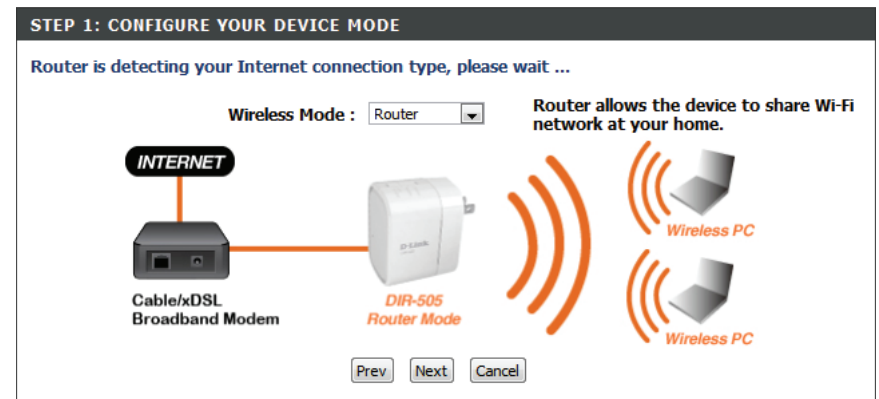 STEP 1: CONFIGURE YOUR DEVICE MODE
Router is detecting your Internet connection type, please wait ...
Wireless Mode : Router
Router allows the device to share Wi-Fi
network at your home.
INTERNET
D-Link
Cable/xDSL
Broadband Modem
DIR-505
Router Mode
Wireless PC
Wireless PC
Prev Next Cancel